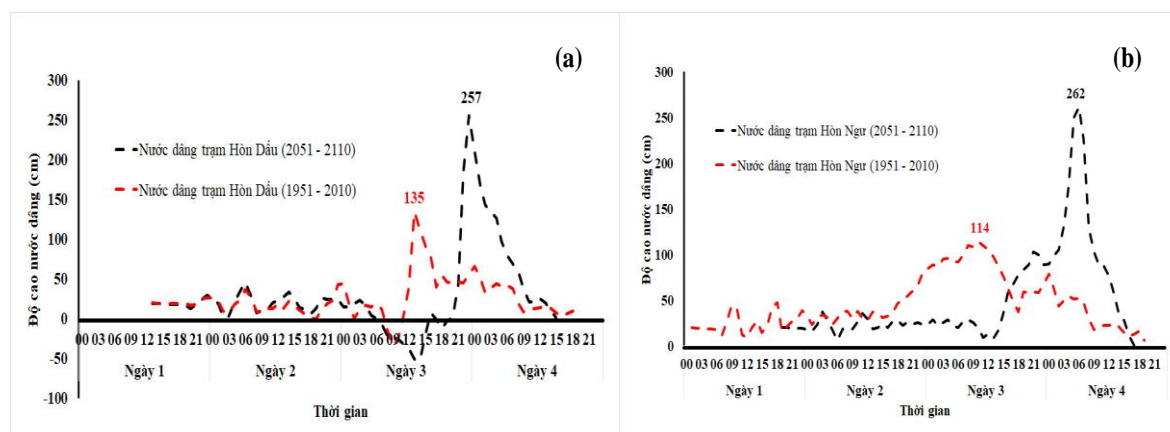 (a)
300
250
200
150
100
50
0
-50
-100
Độ cao nước dâng (cm)
257
135
Nước dâng trạm Hòn Dấu (2051 - 2110)
Nước dâng trạm Hòn Dấu (1951 - 2010)
00 03 06 09 12 15 18 21 00 03 06 09 12 15 18 21 00 03 06 09 12 15 18 21 00 03 06 09 12 15 18 21
Ngày 1 Ngày 2 Ngày 3 Ngày 4
Thời gian
(b)
300
250
200
150
100
50
0
Độ cao nước dâng (cm)
262
114
Nước dâng trạm Hòn Ngư (2051 - 2110)
Nước dâng trạm Hòn Ngư (1951 - 2010)
00 03 06 09 12 15 18 21 00 03 06 09 12 15 18 21 00 03 06 09 12 15 18 21 00 03 06 09 12 15 18 21
Ngày 1 Ngày 2 Ngày 3 Ngày 4
Thời gian